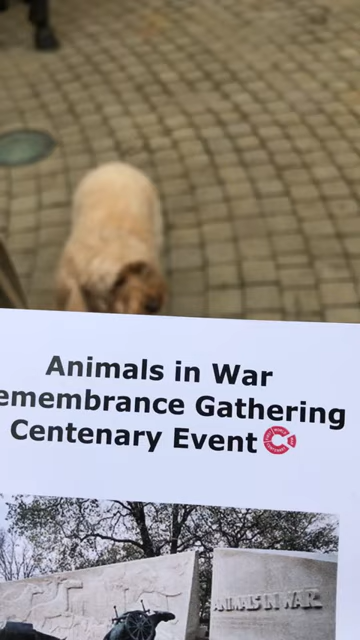 Animals in War
emembrance Gathering
Centenary Event
ANIMALS IN WAR